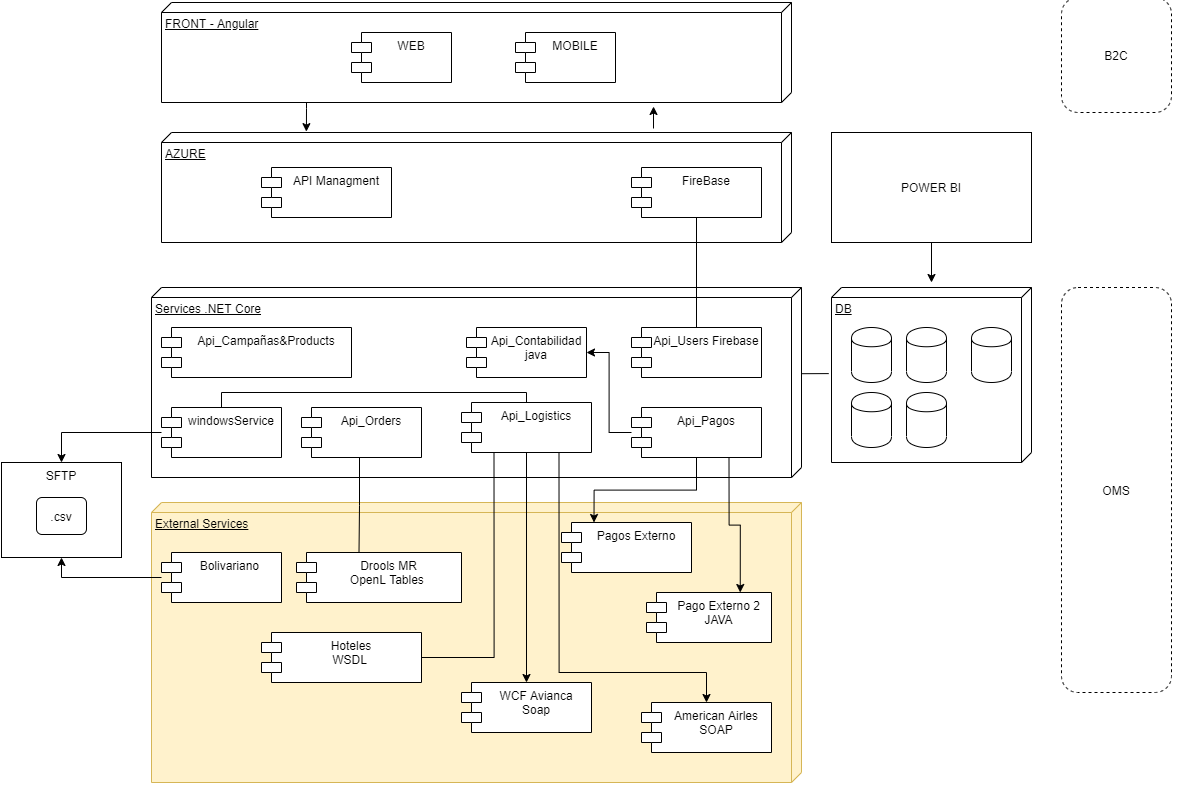 FRONT - Angular
WEB
MOBILE
B2C
AZURE
API Managment
FireBase
POWER BI
Services .NET Core
DB
Api_Campañas&Products
Api_Contabilidad
java
Api_Users Firebase
windowsService
Api_Orders
Api_Logistics
Api_Pagos
SFTP
.csv
OMS
External Services
Pagos Externo
Bolivariano
Drools MR
OpenL Tables
Pago Externo 2
JAVA
Hoteles
WSDL
WCF Avianca
Soap
American Airles
SOAP